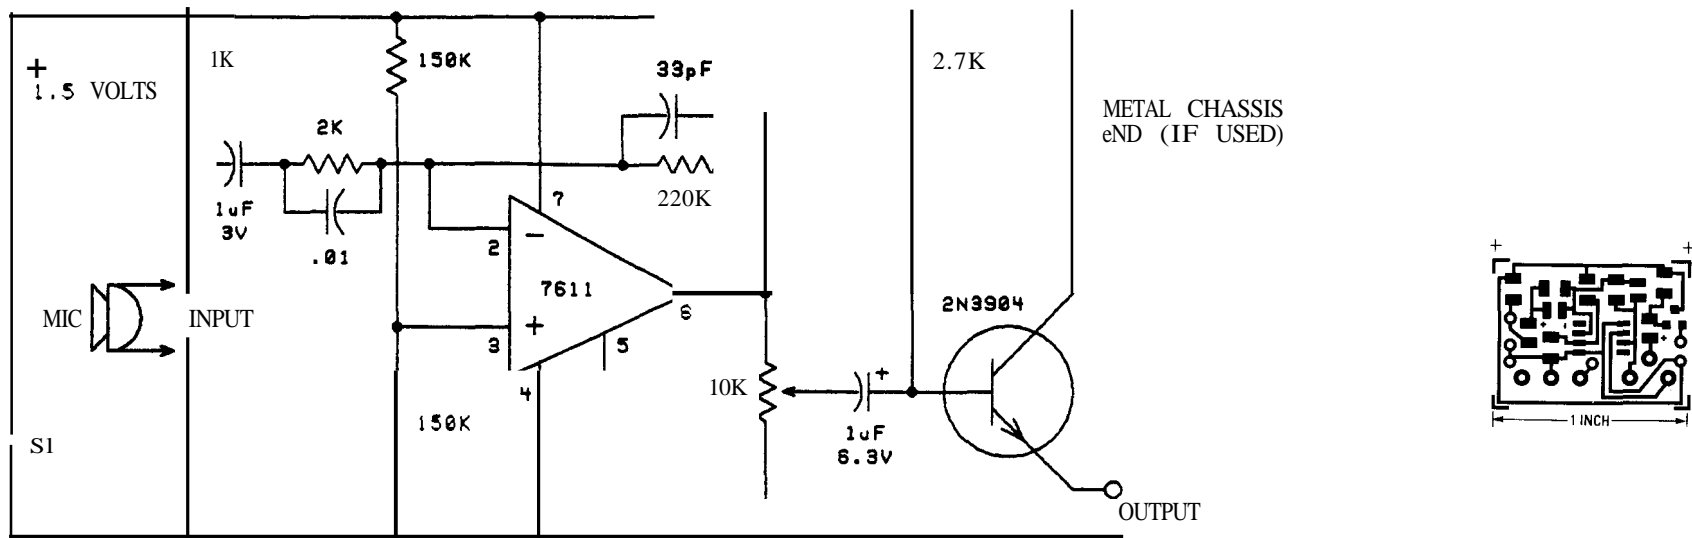 +
1.5 VOLTS
1K
150K
33pF
2.7K
METAL CHASSIS
eND (IF USED)
2K
220K
1uF
3V
.01
7
2
−
7611
MIC
INPUT
+
3
5
6
4
2N3904
10K
+
1uF
6.3V
150K
S1
OUTPUT
+ +
1 INCH